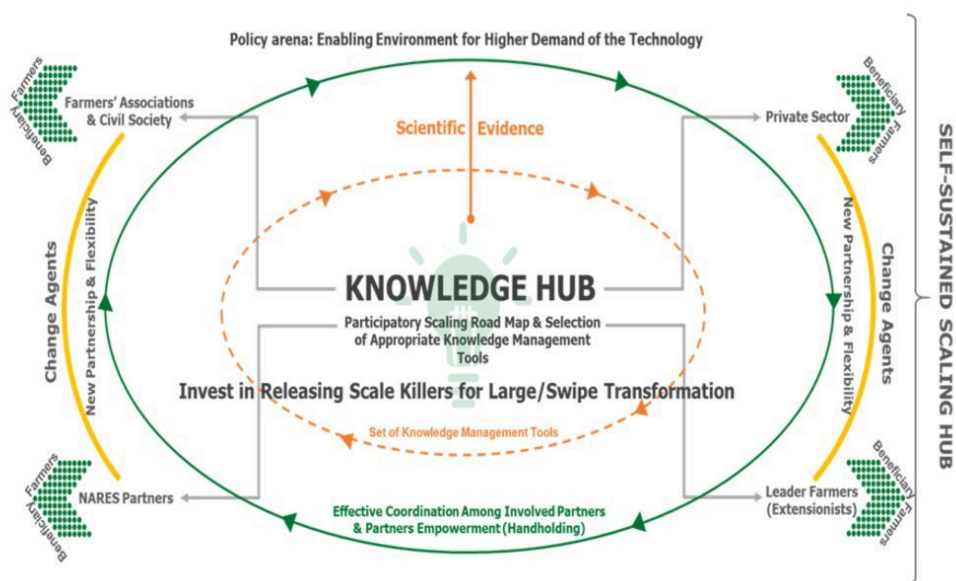 Policy arena: Enabling Environment for Higher Demand of the Technology
Beneficiary Farmers
Farmers' Associations
& Civil Society
Scientific Evidence
Private Sector
Beneficiary Farmers
Change Agents
New Partnership & Flexibility
KNOWLEDGE HUB
Participatory Scaling Road Map & Selection
of Appropriate Knowledge Management
Tools
Invest in Releasing Scale Killers for Large/Swipe Transformation
Set of Knowledge Management Tools
New Partnership & Flexibility
Change Agents
SELF-SUSTAINED SCALING HUB
Beneficiary Farmers
NARES Partners
Effective Coordination Among Involved Partners
& Partners Empowerment (Handholding)
Leader Farmers
(Extensionists)
Beneficiary Farmers